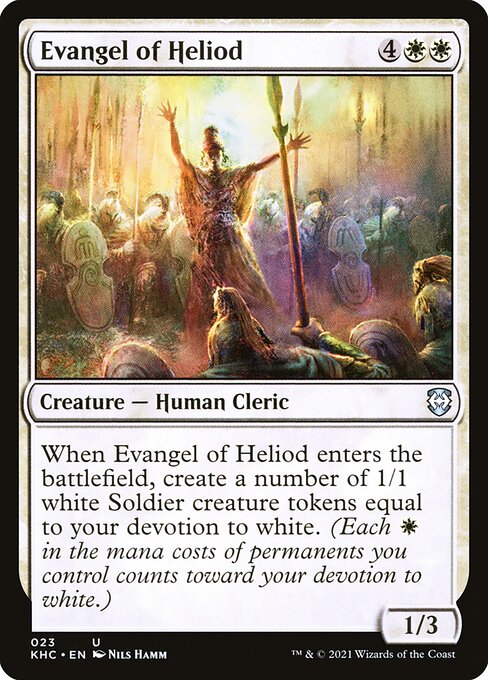 Evangel of Heliod 4
Creature — Human Cleric
When Evangel of Heliod enters the
battlefield, create a number of 1/1
white Soldier creature tokens equal
to your devotion to white. (Each
in the mana costs of permanents you
control counts toward your devotion to
white.)
1/3
023 U
KHC • EN Nils Hamm
™ & © 2021 Wizards of the Coast